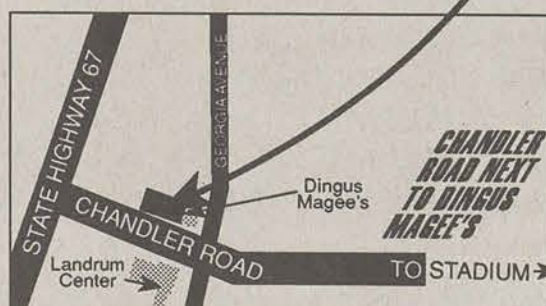 STATE HIGHWAY 67
GEORGIA AVENUE
CHANDLER
ROAD NEXT
TO DINGUS
MAGEE'S
Dingus
Magee's
CHANDLER ROAD
Landrum
Center
TO STADIUM